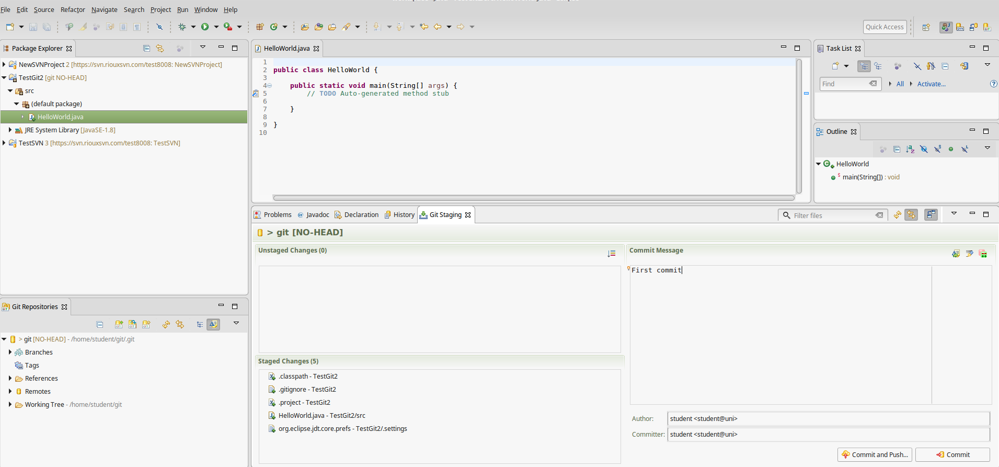 File Edit Source Refactor Navigate Search Project Run Window Help
Quick Access
Package Explorer
NewSVNProject 2 [https://svn.riouxsvn.com/test8008: NewSVNProject]
TestGit2 [git NO-HEAD]
src
(default package)
HelloWorld.java
JRE System Library [JavaSE-1.8]
TestSVN 3 [https://svn.riouxsvn.com/test8008: TestSVN]
HelloWorld.java
1
2 public class HelloWorld {
3
4 public static void main(String[] args) {
5 // TODO Auto-generated method stub
6
7 }
8
9 }
10
Task List
Find
All
Activate...
Outline
HelloWorld
main(String[]) : void
Git Repositories
> git [NO-HEAD] - /home/student/git/.git
Branches
Tags
References
Remotes
Working Tree - /home/student/git
Problems @ Javadoc Declaration History Git Staging
Filter files
> git [NO-HEAD]
Unstaged Changes (0)
Staged Changes (5)
.classpath - TestGit2
.gitignore - TestGit2
.project - TestGit2
HelloWorld.java - TestGit2/src
org.eclipse.jdt.core.prefs - TestGit2/.settings
Commit Message
First commit
Author: student <student@uni>
Committer: student <student@uni>
Commit and Push... Commit